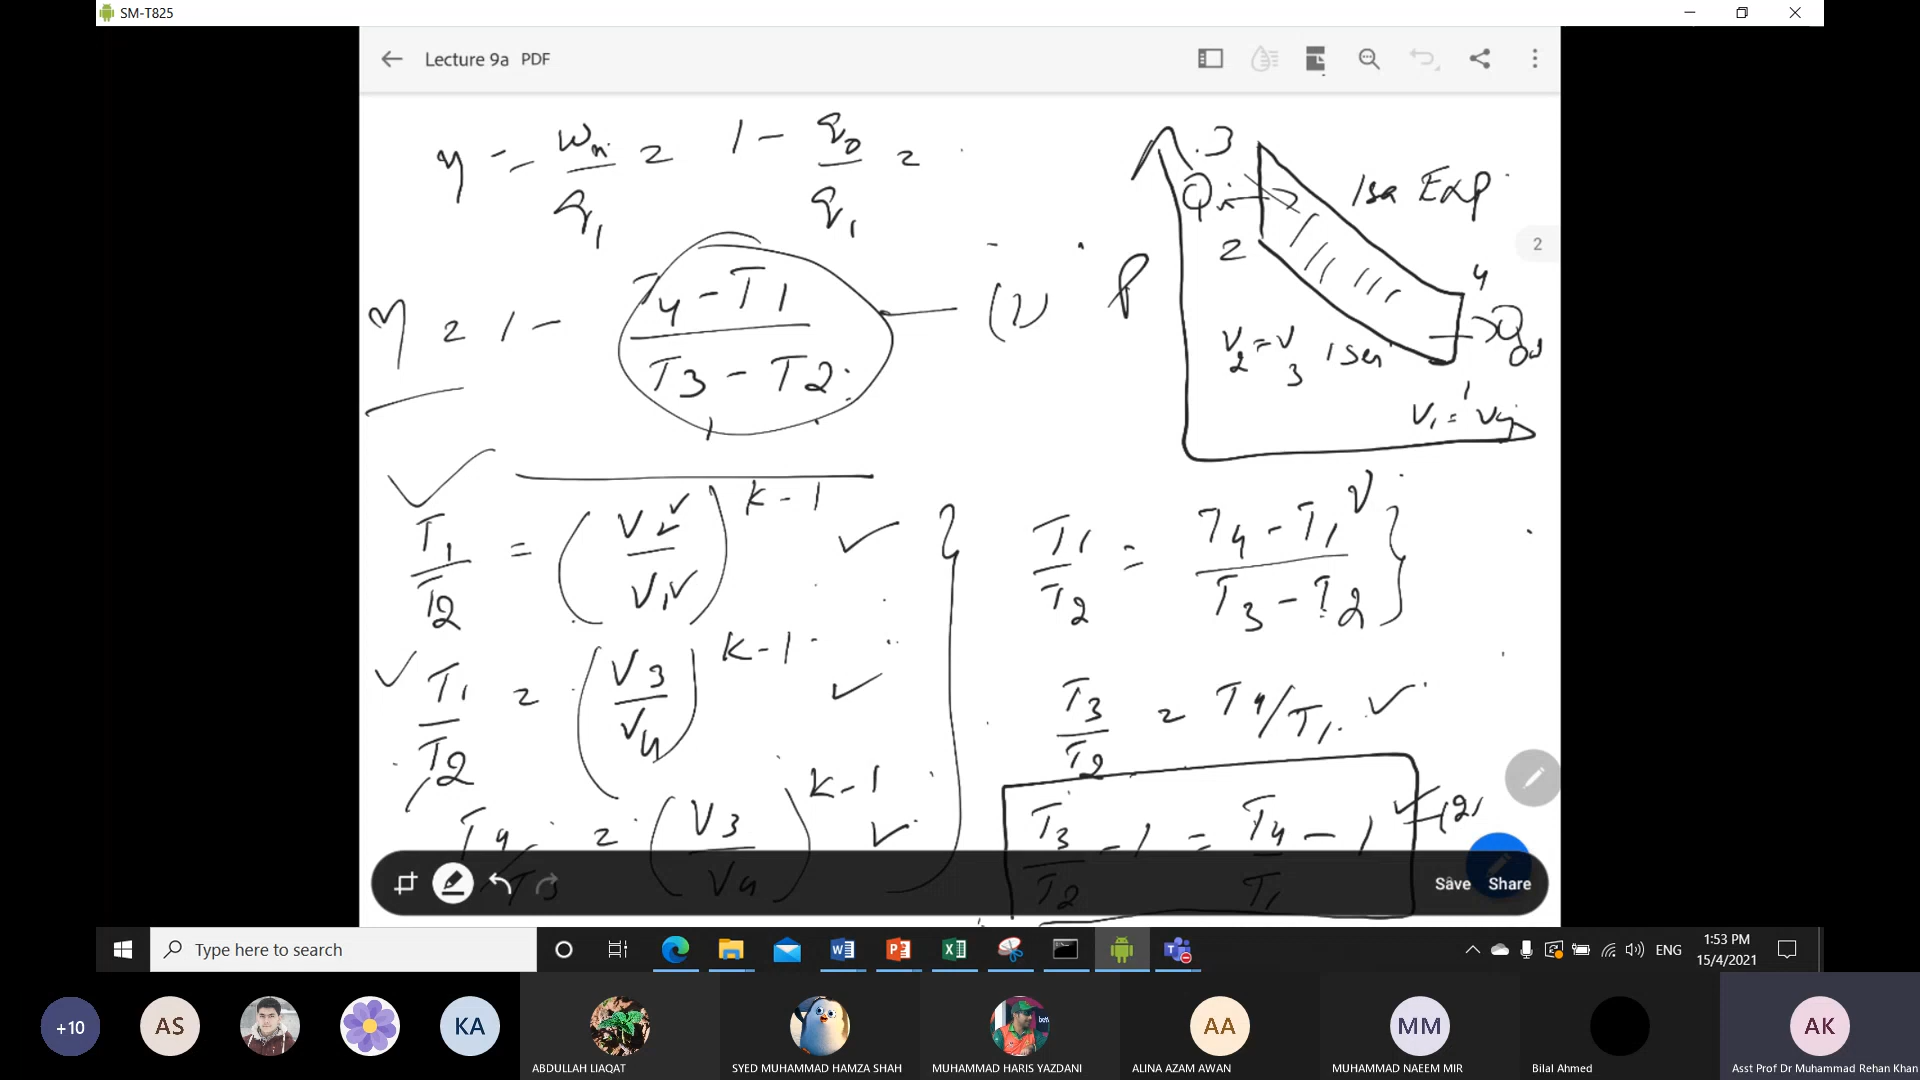 SM-T825
Lecture 9a PDF
η = wn/q1 = 1 - q0/q1 =
η = 1 - (T4 - T1)/(T3 - T2) — (1)
P
3
Isa Exp
2
4
V2 = V3
Isen
1
V1 = V4
T1/T2 = (V2/V1)^k-1
T1/T2 = (T4 - T1)/(T3 - T2)
T1/T2 = (V3/V4)^k-1
T3/T2 = T4/T1
T4/T3 = (V3/V4)^k-1
T3/T2 - 1 = T4/T1 - 1 (2)
2
Save Share
Type here to search
ENG
1:53 PM
15/4/2021
+10
AS
KA
AA
MM
AK
ABDULLAH LIAQAT
SYED MUHAMMAD HAMZA SHAH
MUHAMMAD HARIS YAZDANI
ALINA AZAM AWAN
MUHAMMAD NAEEM MIR
Bilal Ahmed
Asst Prof Dr Muhammad Rehan Khan